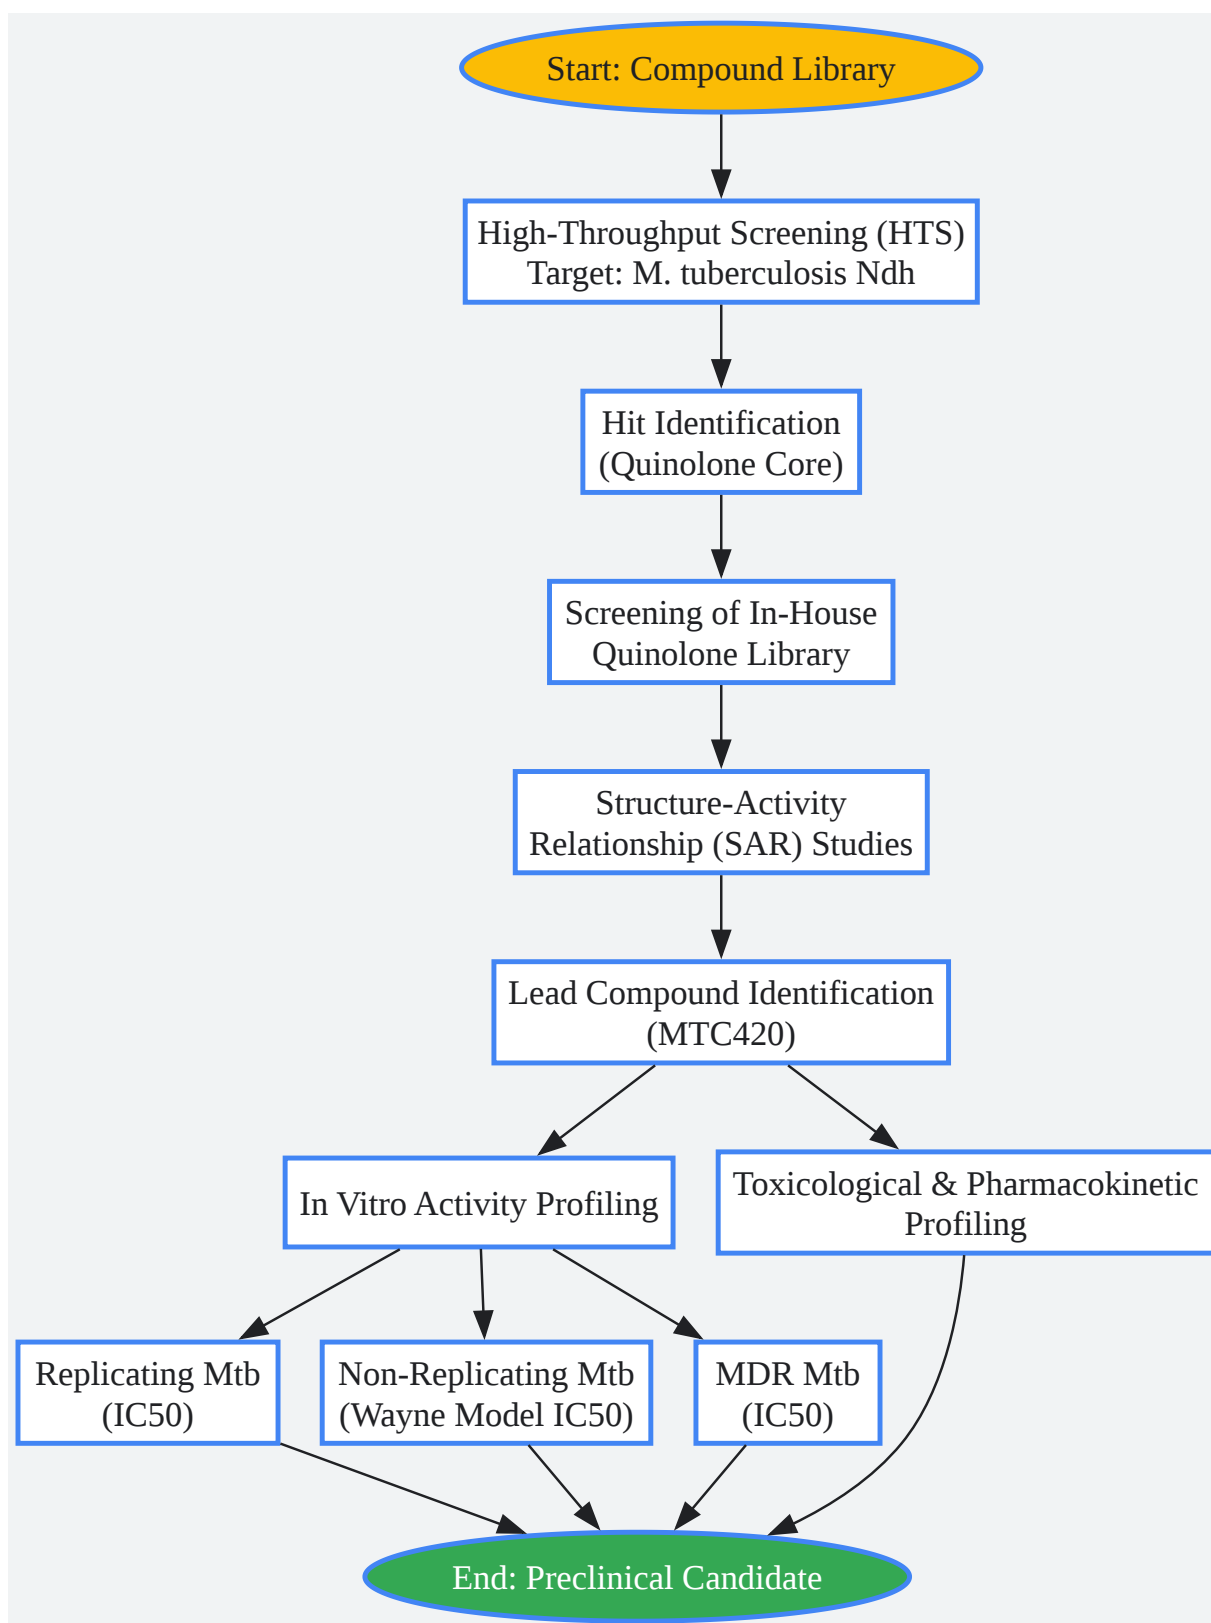 Start: Compound Library
High-Throughput Screening (HTS)
Target: M. tuberculosis Ndh
Hit Identification
(Quinolone Core)
Screening of In-House
Quinolone Library
Structure-Activity
Relationship (SAR) Studies
Lead Compound Identification
(MTC420)
In Vitro Activity Profiling
Toxicological & Pharmacokinetic
Profiling
Replicating Mtb
(IC50)
Non-Replicating Mtb
(Wayne Model IC50)
MDR Mtb
(IC50)
End: Preclinical Candidate